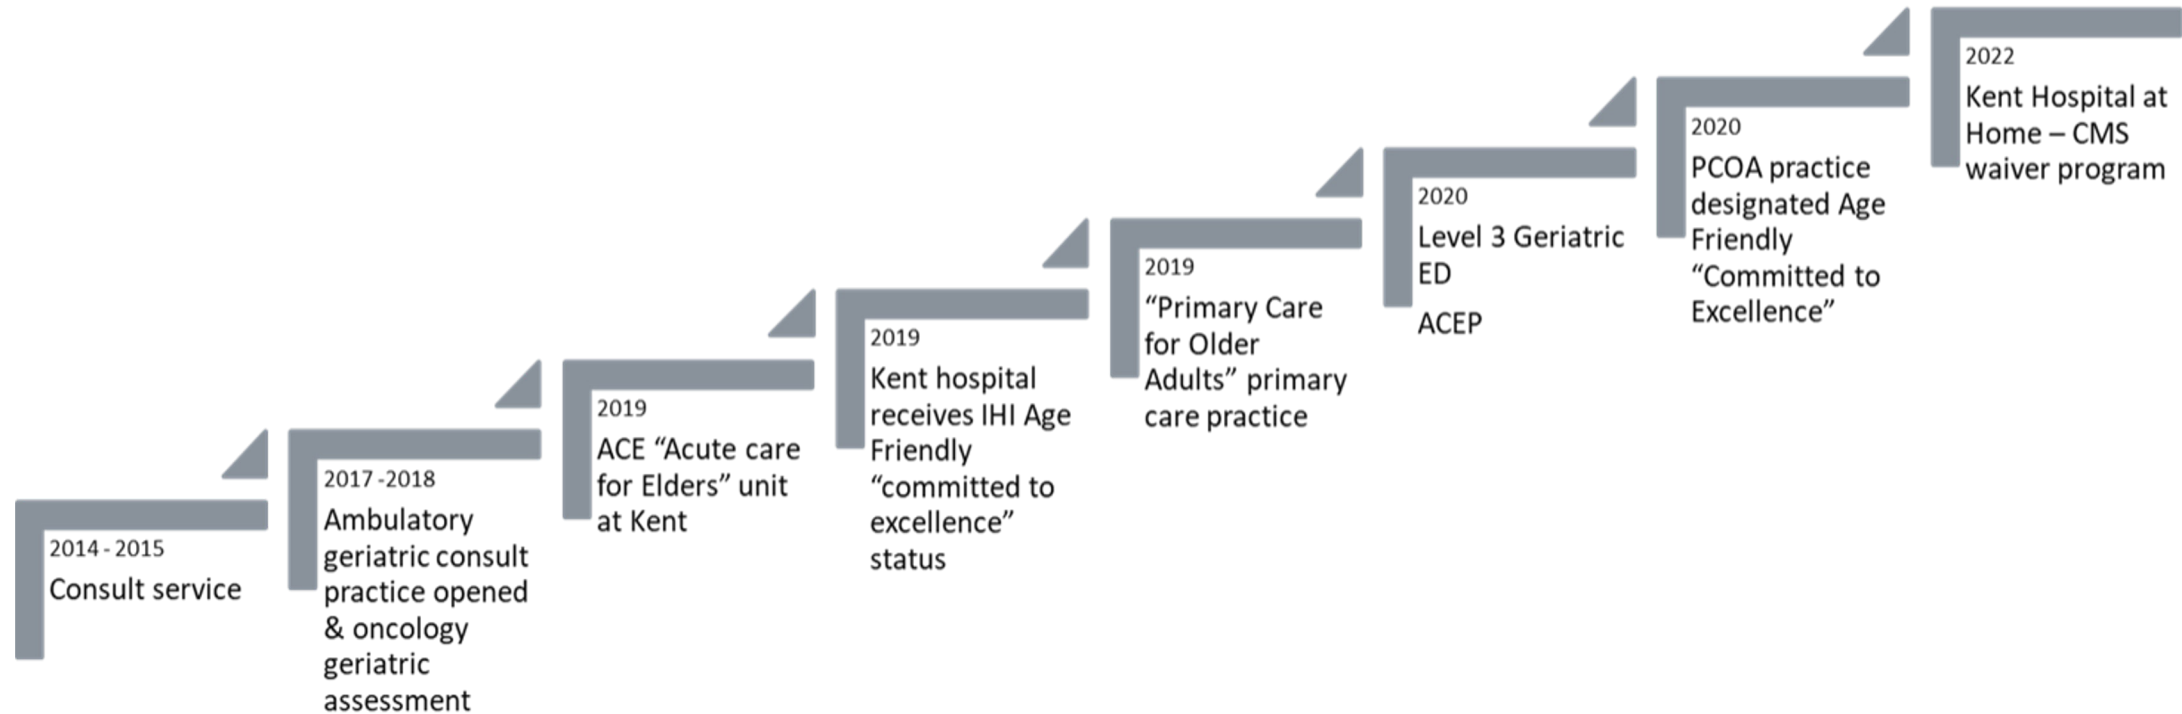 2014 - 2015
Consult service
2017 -2018
Ambulatory
geriatric consult
practice opened
& oncology
geriatric
assessment
2019
ACE “Acute care
for Elders” unit
at Kent
2019
Kent hospital
receives IHI Age
Friendly
“committed to
excellence”
status
2019
“Primary Care
for Older
Adults” primary
care practice
2020
Level 3 Geriatric
ED
ACEP
2020
PCOA practice
designated Age
Friendly
“Committed to
Excellence”
2022
Kent Hospital at
Home – CMS
waiver program